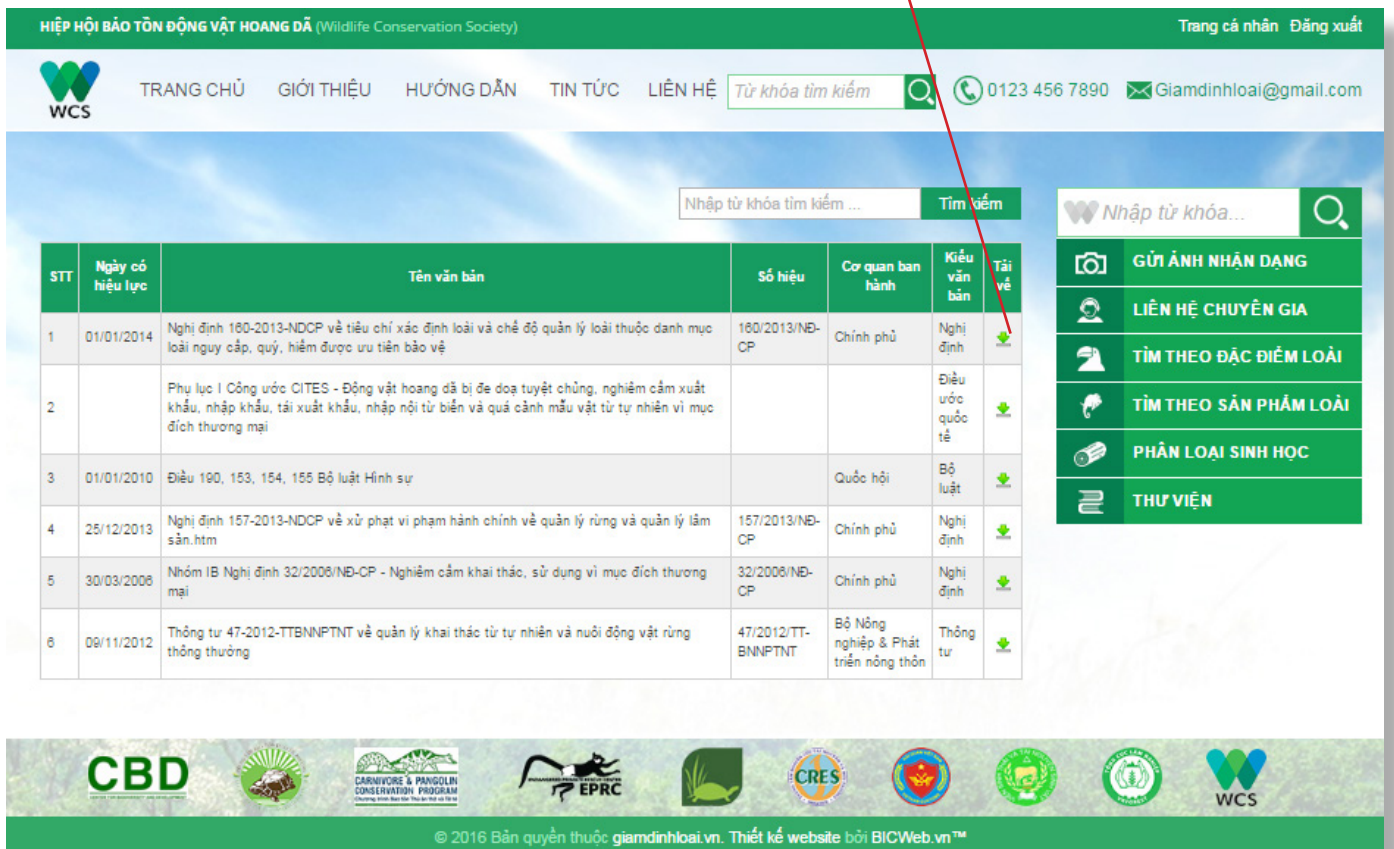 HIỆP HỘI BẢO TỒN ĐỘNG VẬT HOANG DÃ (Wildlife Conservation Society)
Trang cá nhân Đăng xuất
WCS
TRANG CHỦ GIỚI THIỆU HƯỚNG DẪN TIN TỨC LIÊN HỆ
Từ khóa tìm kiếm
0123 456 7890
Giamdinhloai@gmail.com
Nhập từ khóa tìm kiếm ...
Tìm kiếm
STT Ngày có hiệu lực Tên văn bản Số hiệu Cơ quan ban hành Kiểu văn bản Tải về
1 01/01/2014 Nghị định 160-2013-NDCP về tiêu chí xác định loài và chế độ quản lý loài thuộc danh mục
loài nguy cấp, quý, hiếm được ưu tiên bảo vệ
160/2013/NĐ-
CP
Chính phủ
Nghị
định
2
Phụ lục I Công ước CITES - Động vật hoang dã bị đe doạ tuyệt chủng, nghiêm cấm xuất
khẩu, nhập khẩu, tái xuất khẩu, nhập nội từ biển và quá cảnh mẫu vật từ tự nhiên vì mục
đích thương mại
Điều
ước
quốc
tế
3 01/01/2010 Điều 190, 153, 154, 155 Bộ luật Hình sự
Quốc hội
Bộ
luật
4 25/12/2013 Nghị định 157-2013-NDCP về xử phạt vi phạm hành chính về quản lý rừng và quản lý lâm
sản.htm
157/2013/NĐ-
CP
Chính phủ
Nghị
định
5 30/03/2006 Nhóm IB Nghị định 32/2006/NĐ-CP - Nghiêm cấm khai thác, sử dụng vì mục đích thương
mại
32/2006/NĐ-
CP
Chính phủ
Nghị
định
6 09/11/2012 Thông tư 47-2012-TTBNNPTNT về quản lý khai thác từ tự nhiên và nuôi động vật rừng
thông thường
47/2012/TT-
BNNPTNT
Bộ Nông
nghiệp & Phát
triển nông thôn
Thông
tư
Nhập từ khóa...
GỬI ẢNH NHẬN DẠNG
LIÊN HỆ CHUYÊN GIA
TÌM THEO ĐẶC ĐIỂM LOÀI
TÌM THEO SẢN PHẨM LOÀI
PHÂN LOẠI SINH HỌC
THƯ VIỆN
CBD
CARNIVORE & PANGOLIN
CONSERVATION PROGRAM
EPRC
CRES
WCS
© 2016 Bản quyền thuộc giamdinhloai.vn. Thiết kế website bởi BICWeb.vn™